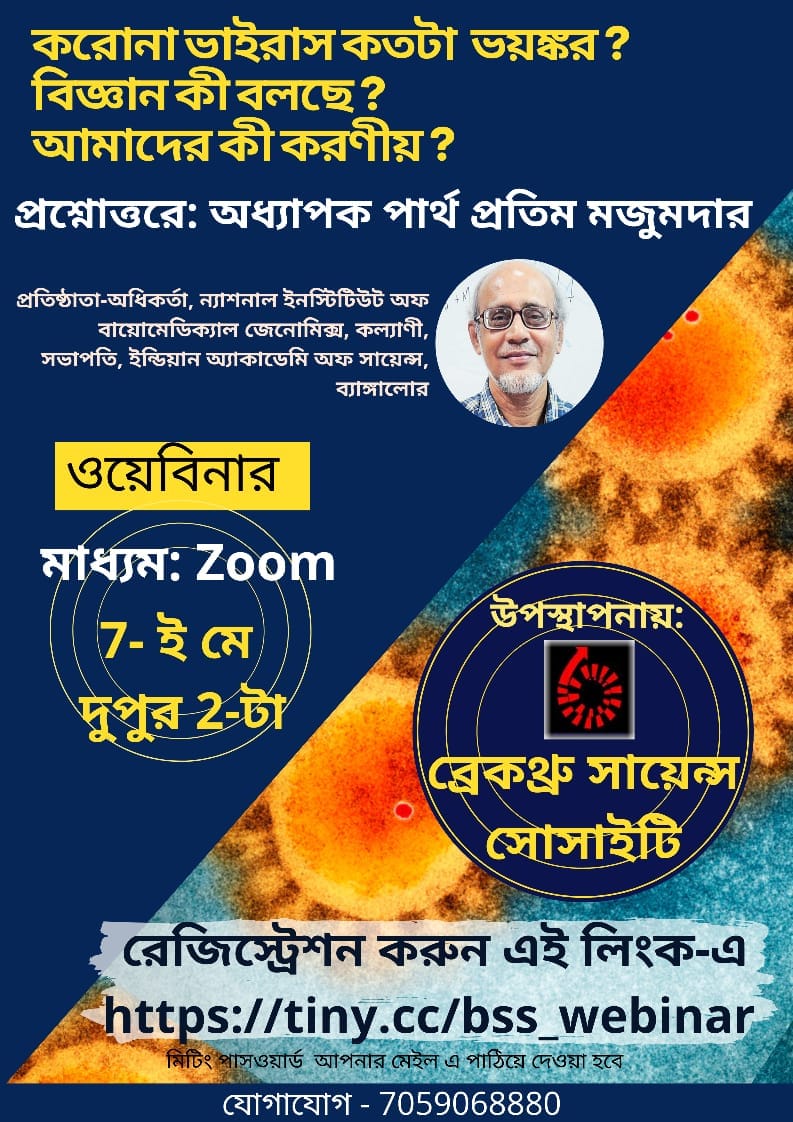 করোনা ভাইরাস কতটা ভয়ঙ্কর ?
বিজ্ঞান কী বলছে ?
আমাদের কী করণীয় ?
প্রশ্নোত্তরে: অধ্যাপক পার্থ প্রতিম মজুমদার
প্রতিষ্ঠাতা-অধিকর্তা, ন্যাশনাল ইনস্টিটিউট অফ
বায়োমেডিক্যাল জেনোমিক্স, কল্যাণী,
সভাপতি, ইন্ডিয়ান অ্যাকাডেমি অফ সায়েন্স,
ব্যাঙ্গালোর
ওয়েবিনার
মাধ্যম: Zoom
7- ই মে
দুপুর 2-টা
উপস্থাপনায়:
ব্রেকথ্রু সায়েন্স
সোসাইটি
রেজিস্ট্রেশন করুন এই লিংক-এ
https://tiny.cc/bss_webinar
মিটিং পাসওয়ার্ড আপনার মেইল এ পাঠিয়ে দেওয়া হবে
যোগাযোগ - 7059068880